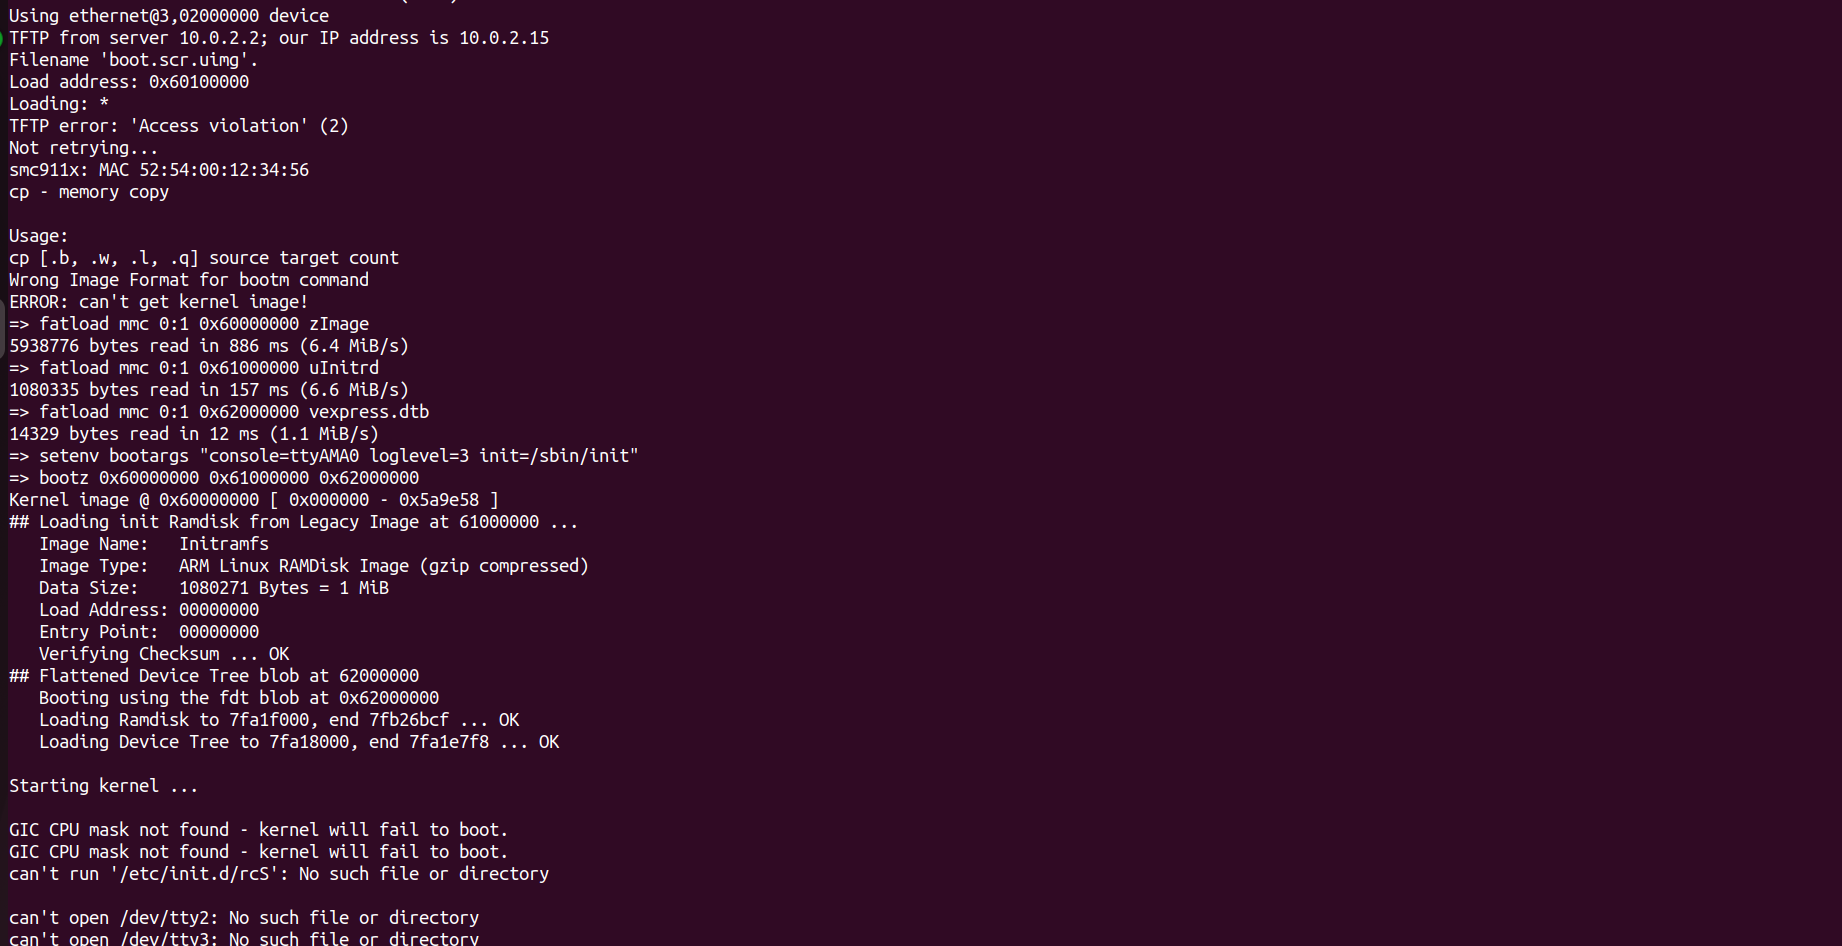 Using ethernet@3,02000000 device
TFTP from server 10.0.2.2; our IP address is 10.0.2.15
Filename 'boot.scr.uimg'.
Load address: 0x60100000
Loading: *
TFTP error: 'Access violation' (2)
Not retrying...
smc911x: MAC 52:54:00:12:34:56
cp - memory copy

Usage:
cp [.b, .w, .l, .q] source target count
Wrong Image Format for bootm command
ERROR: can't get kernel image!
=> fatload mmc 0:1 0x60000000 zImage
5938776 bytes read in 886 ms (6.4 MiB/s)
=> fatload mmc 0:1 0x61000000 uInitrd
1080335 bytes read in 157 ms (6.6 MiB/s)
=> fatload mmc 0:1 0x62000000 vexpress.dtb
14329 bytes read in 12 ms (1.1 MiB/s)
=> setenv bootargs "console=ttyAMA0 loglevel=3 init=/sbin/init"
=> bootz 0x60000000 0x61000000 0x62000000
Kernel image @ 0x60000000 [ 0x000000 - 0x5a9e58 ]
## Loading init Ramdisk from Legacy Image at 61000000 ...
   Image Name:   Initramfs
   Image Type:   ARM Linux RAMDisk Image (gzip compressed)
   Data Size:    1080271 Bytes = 1 MiB
   Load Address: 00000000
   Entry Point:  00000000
   Verifying Checksum ... OK
## Flattened Device Tree blob at 62000000
   Booting using the fdt blob at 0x62000000
   Loading Ramdisk to 7fa1f000, end 7fb26bcf ... OK
   Loading Device Tree to 7fa18000, end 7fa1e7f8 ... OK

Starting kernel ...

GIC CPU mask not found - kernel will fail to boot.
GIC CPU mask not found - kernel will fail to boot.
can't run '/etc/init.d/rcS': No such file or directory

can't open /dev/tty2: No such file or directory
can't open /dev/tty3: No such file or directory